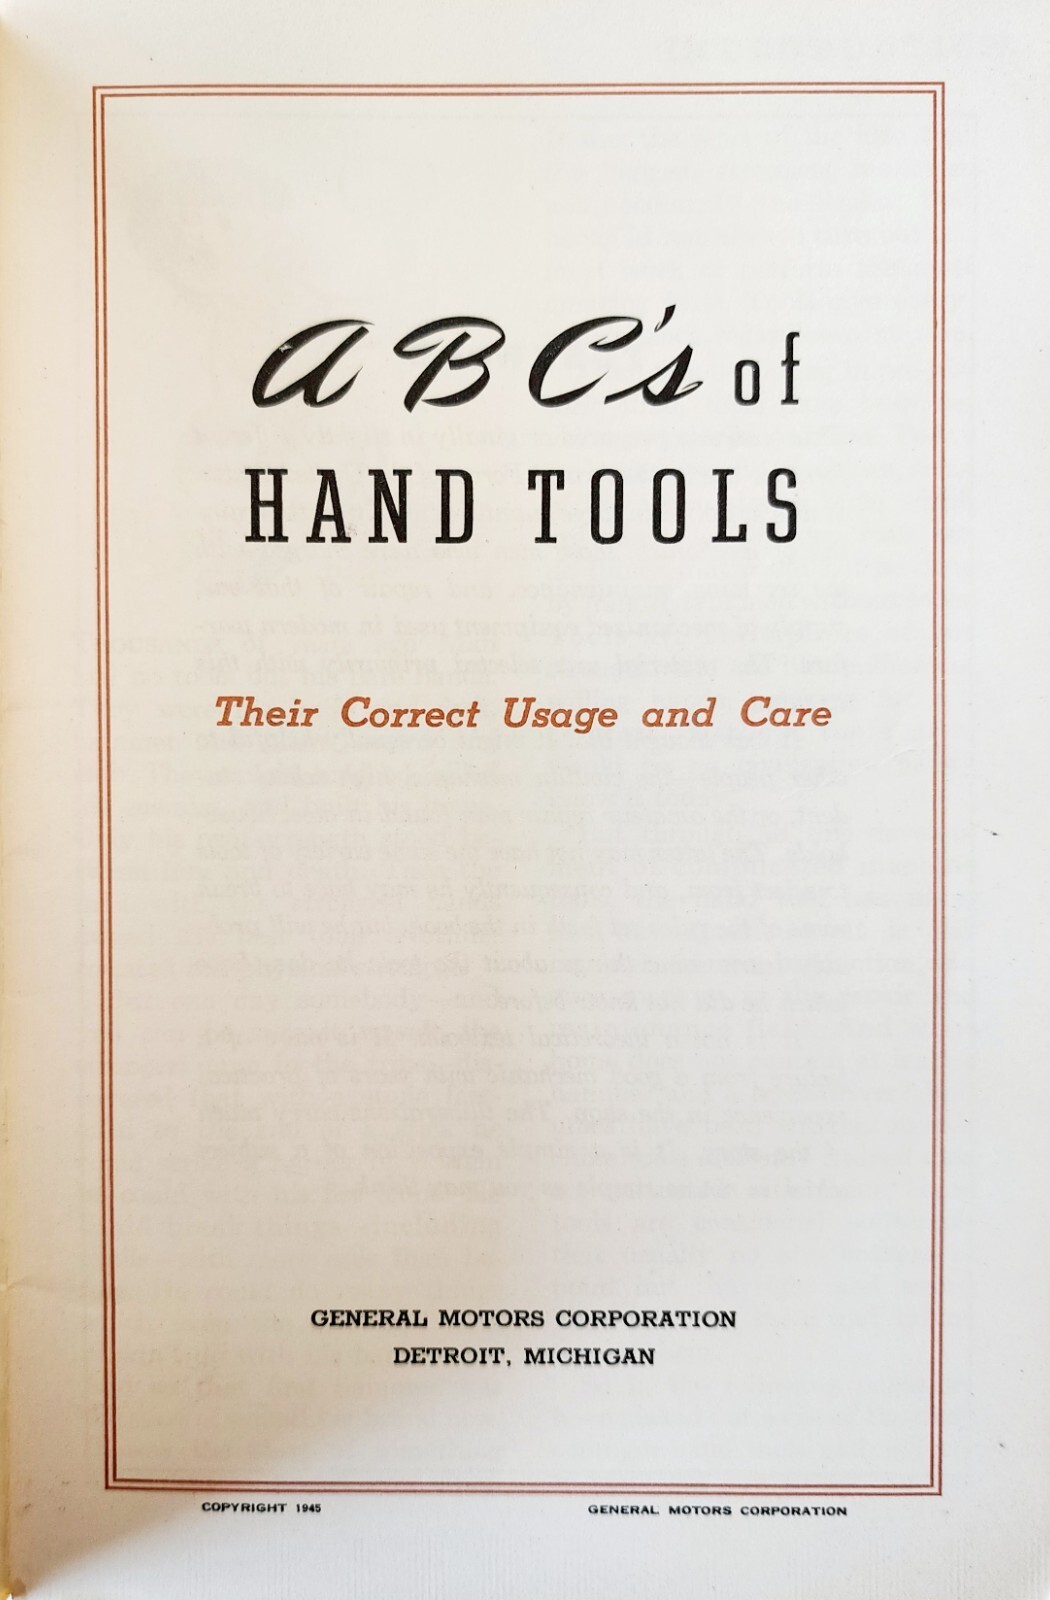 ABC's of
HAND TOOLS
Their Correct Usage and Care
GENERAL MOTORS CORPORATION
DETROIT, MICHIGAN
COPYRIGHT 1945 GENERAL MOTORS CORPORATION